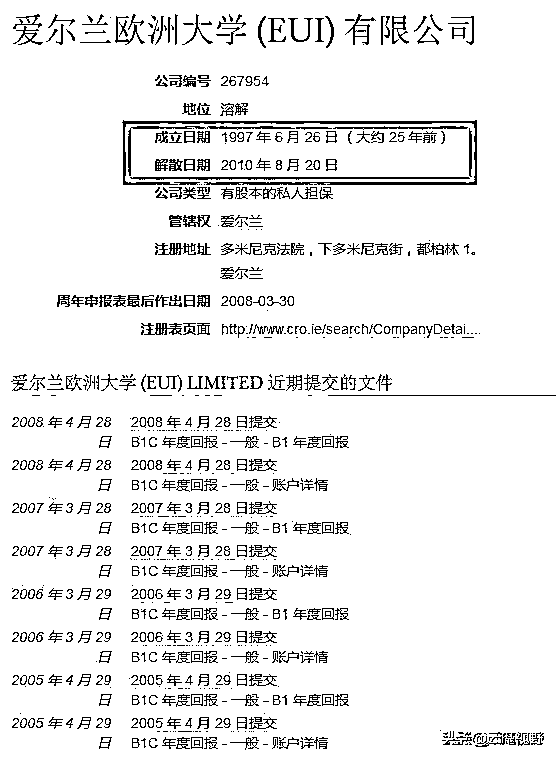 爱尔兰欧洲大学 (EUI) 有限公司
公司编号 267954
地位 溶解
成立日期 1997 年 6 月 26 日（大约 25 年前）
解散日期 2010 年 8 月 20 日
公司类型 有股本的私人担保
管辖权 爱尔兰
注册地址 多米尼克法院，下多米尼克街，都柏林 1。
爱尔兰
周年申报表最后作出日期 2008-03-30
注册表页面 http://www.cro.ie/search/CompanyDetai....
爱尔兰欧洲大学 (EUI) LIMITED 近期提交的文件
2008 年 4 月 28 2008 年 4 月 28 日提交
日 B1C 年度回报 - 一般 - B1 年度回报
2008 年 4 月 28 2008 年 4 月 28 日提交
日 B1C 年度回报 - 一般 - 账户详情
2007 年 3 月 28 2007 年 3 月 28 日提交
日 B1C 年度回报 - 一般 - B1 年度回报
2007 年 3 月 28 2007 年 3 月 28 日提交
日 B1C 年度回报 - 一般 - 账户详情
2006 年 3 月 29 2006 年 3 月 29 日提交
日 B1C 年度回报 - 一般 - B1 年度回报
2006 年 3 月 29 2006 年 3 月 29 日提交
日 B1C 年度回报 - 一般 - 账户详情
2005 年 4 月 29 2005 年 4 月 29 日提交
日 B1C 年度回报 - 一般 - B1 年度回报
2005 年 4 月 29 2005 年 4 月 29 日提交
日 B1C 年度回报 - 一般 - 账户详情